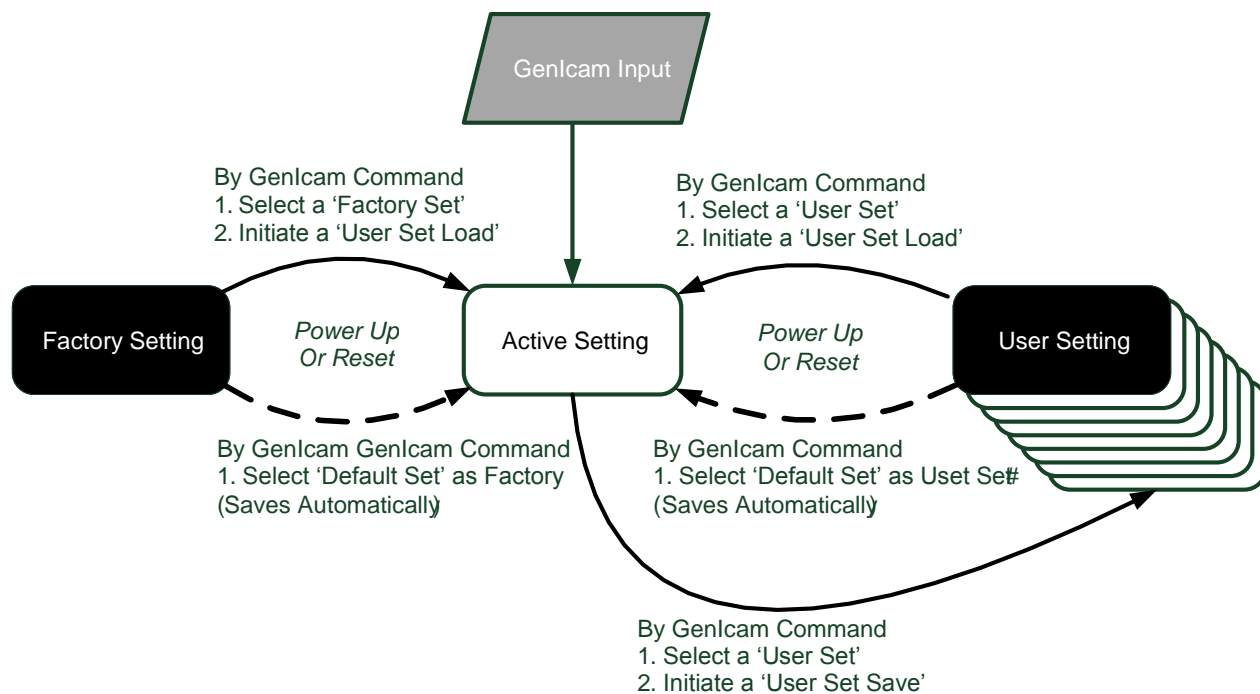 GenIcam Input
By GenIcam Command
1. Select a ‘Factory Set’
2. Initiate a ‘User Set Load’
By GenIcam Command
1. Select a ‘User Set’
2. Initiate a ‘User Set Load’
Factory Setting
Power Up
Or Reset
Active Setting
Power Up
Or Reset
User Setting
By GenIcam GenIcam Command
1. Select ‘Default Set’ as Factory
(Saves Automatically)
By GenIcam Command
1. Select ‘Default Set’ as Uset Set#
(Saves Automatically)
By GenIcam Command
1. Select a ‘User Set’
2. Initiate a ‘User Set Save’